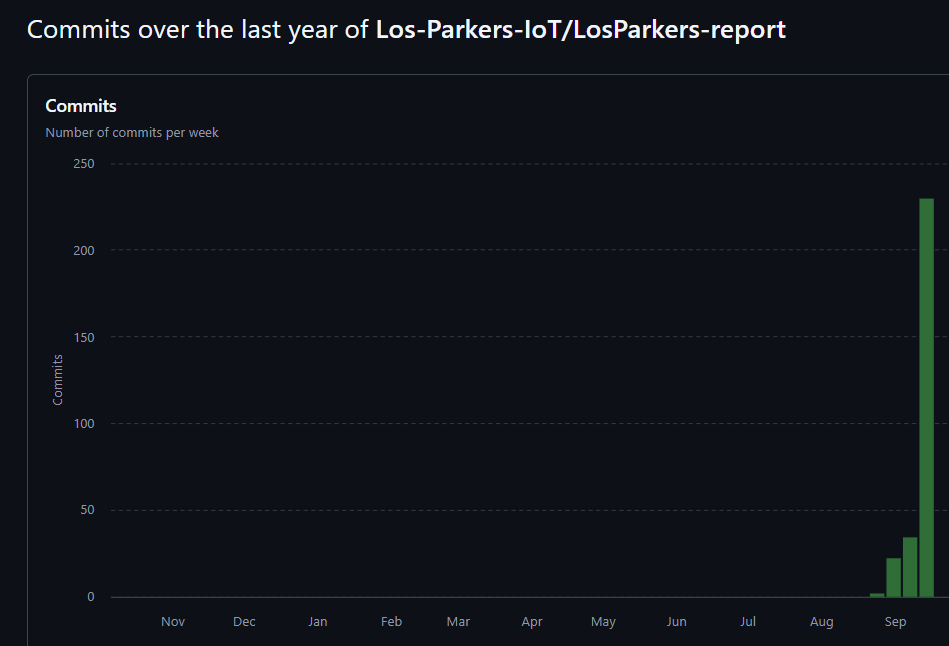 Commits over the last year of Los-Parkers-IoT/LosParkers-report
Commits
Number of commits per week
250
200
150
100
50
0
Commits
Nov Dec Jan Feb Mar Apr May Jun Jul Aug Sep